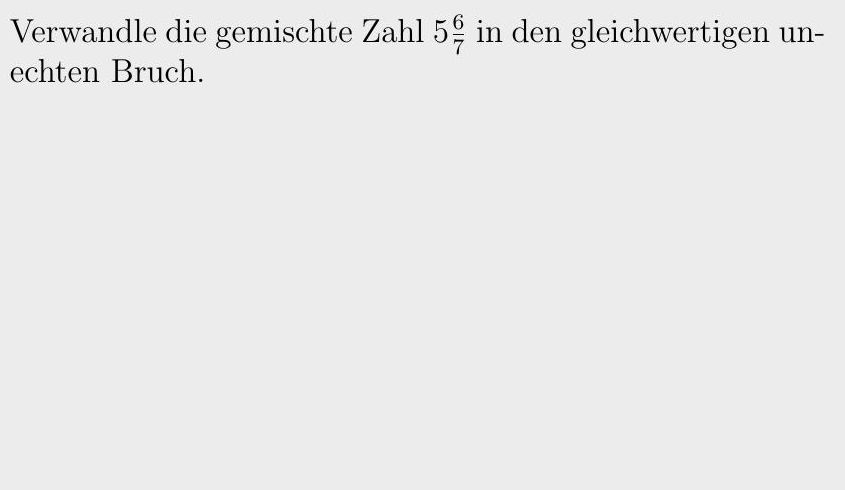 Verwandle die gemischte Zahl 5 6/7 in den gleichwertigen un-
echten Bruch.